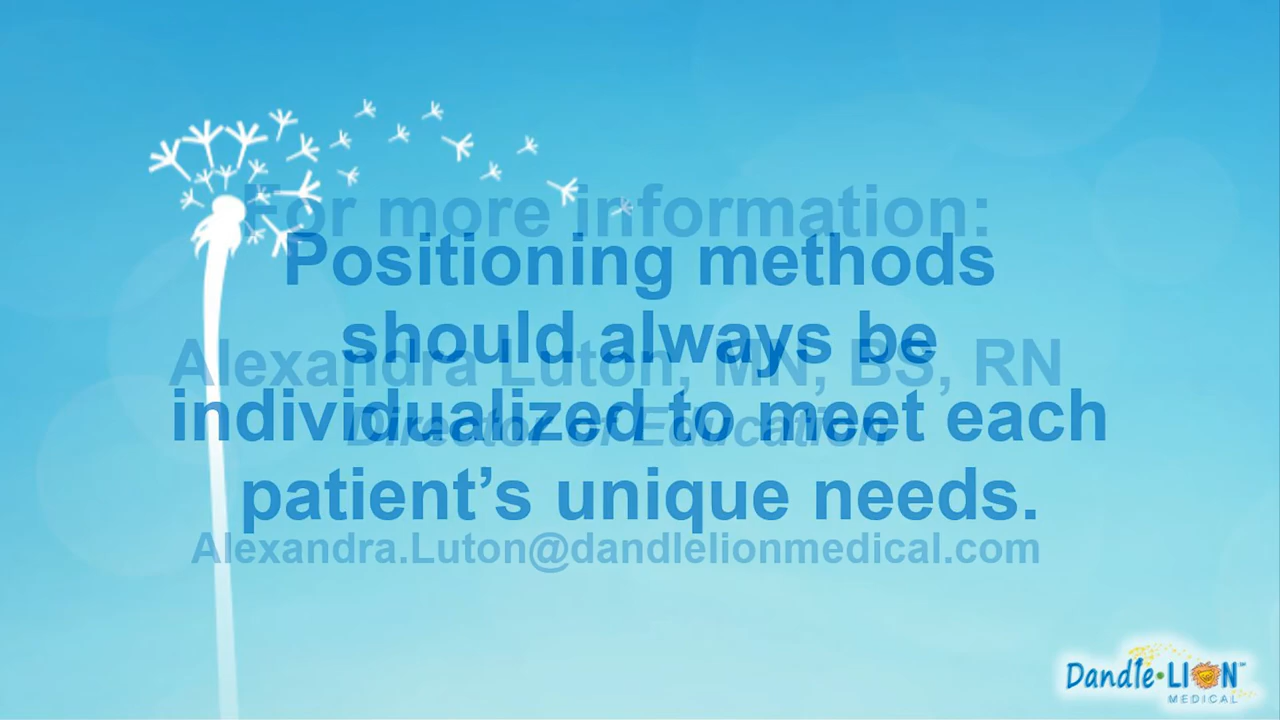 For more information:
Positioning methods
should always be
Alexandra Luton, MN, BS, RN
individualized to meet each
Director of Education
patient’s unique needs.
Alexandra.Luton@dandlelionmedical.com
Dandle•LION™
MEDICAL